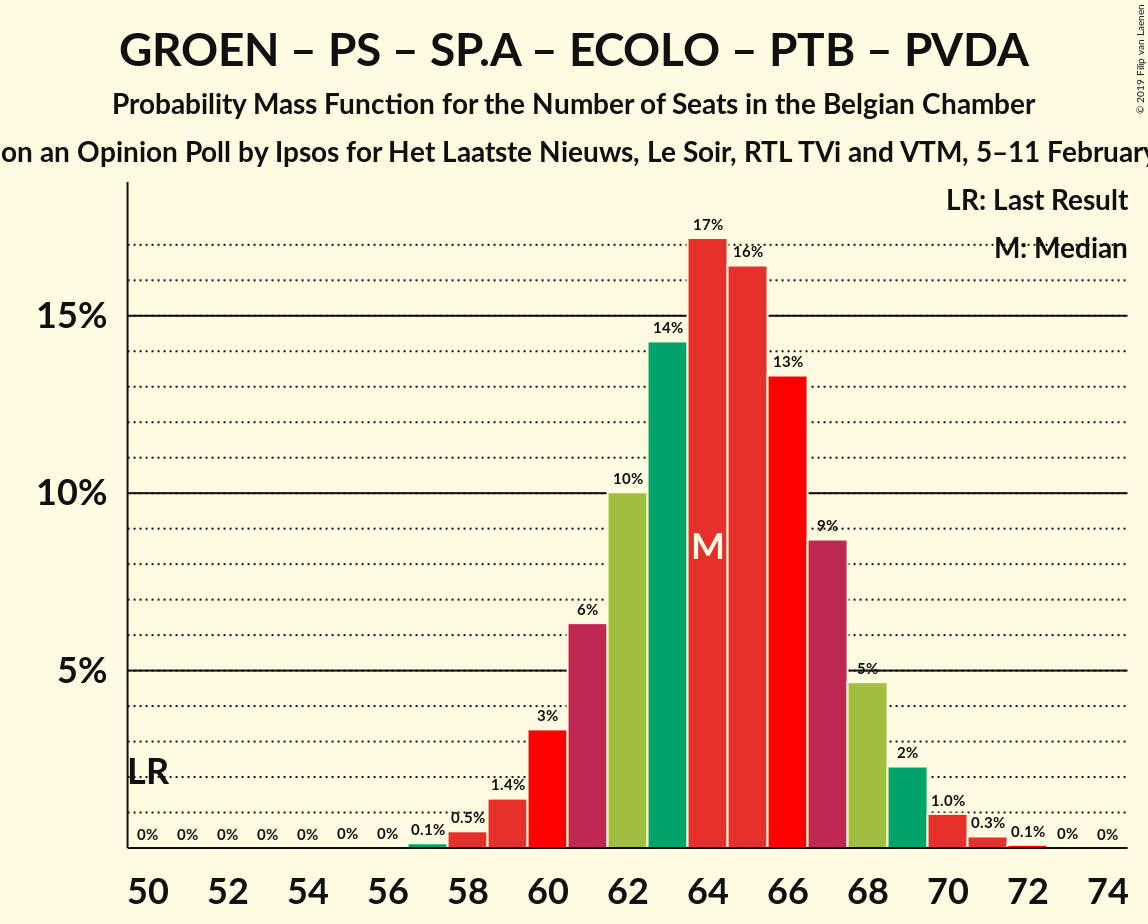 GROEN – PS – SP.A – ECOLO – PTB – PVDA
Probability Mass Function for the Number of Seats in the Belgian Chamber
on an Opinion Poll by Ipsos for Het Laatste Nieuws, Le Soir, RTL TVi and VTM, 5–11 February
© 2019 Filip van Laenen
LR: Last Result
M: Median
17%
16%
15%
14%
13%
10%
10%
9%
M
6%
5%
5%
3%
2%
LR
1.4%
1.0%
0% 0% 0% 0% 0% 0% 0% 0.1% 0.5% 0.3% 0.1% 0% 0%
50 52 54 56 58 60 62 64 66 68 70 72 74